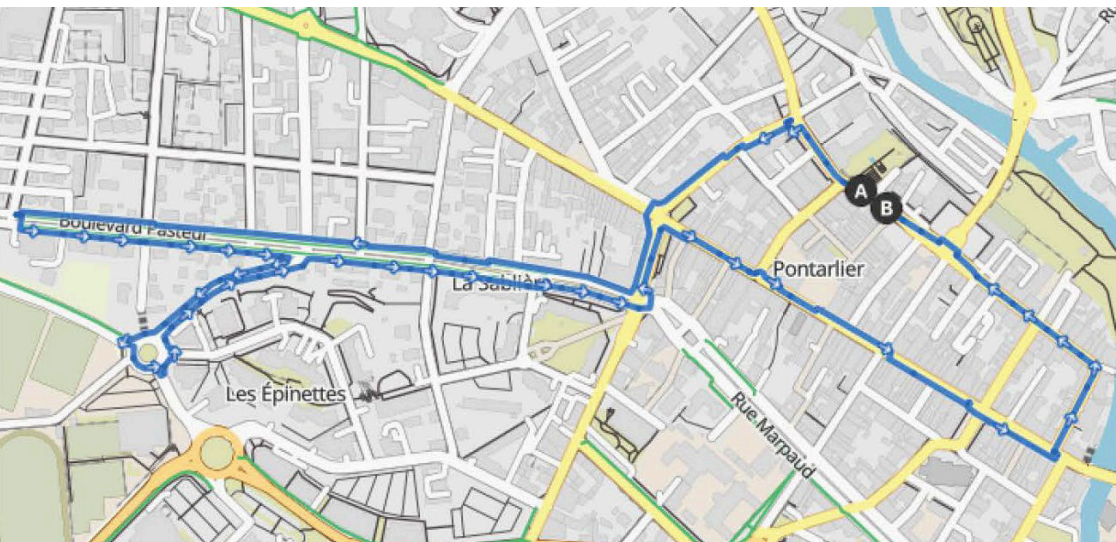 A
B
Boulevard Pasteur
La Sablière
Pontarlier
Les Épinettes
Rue Marpaud